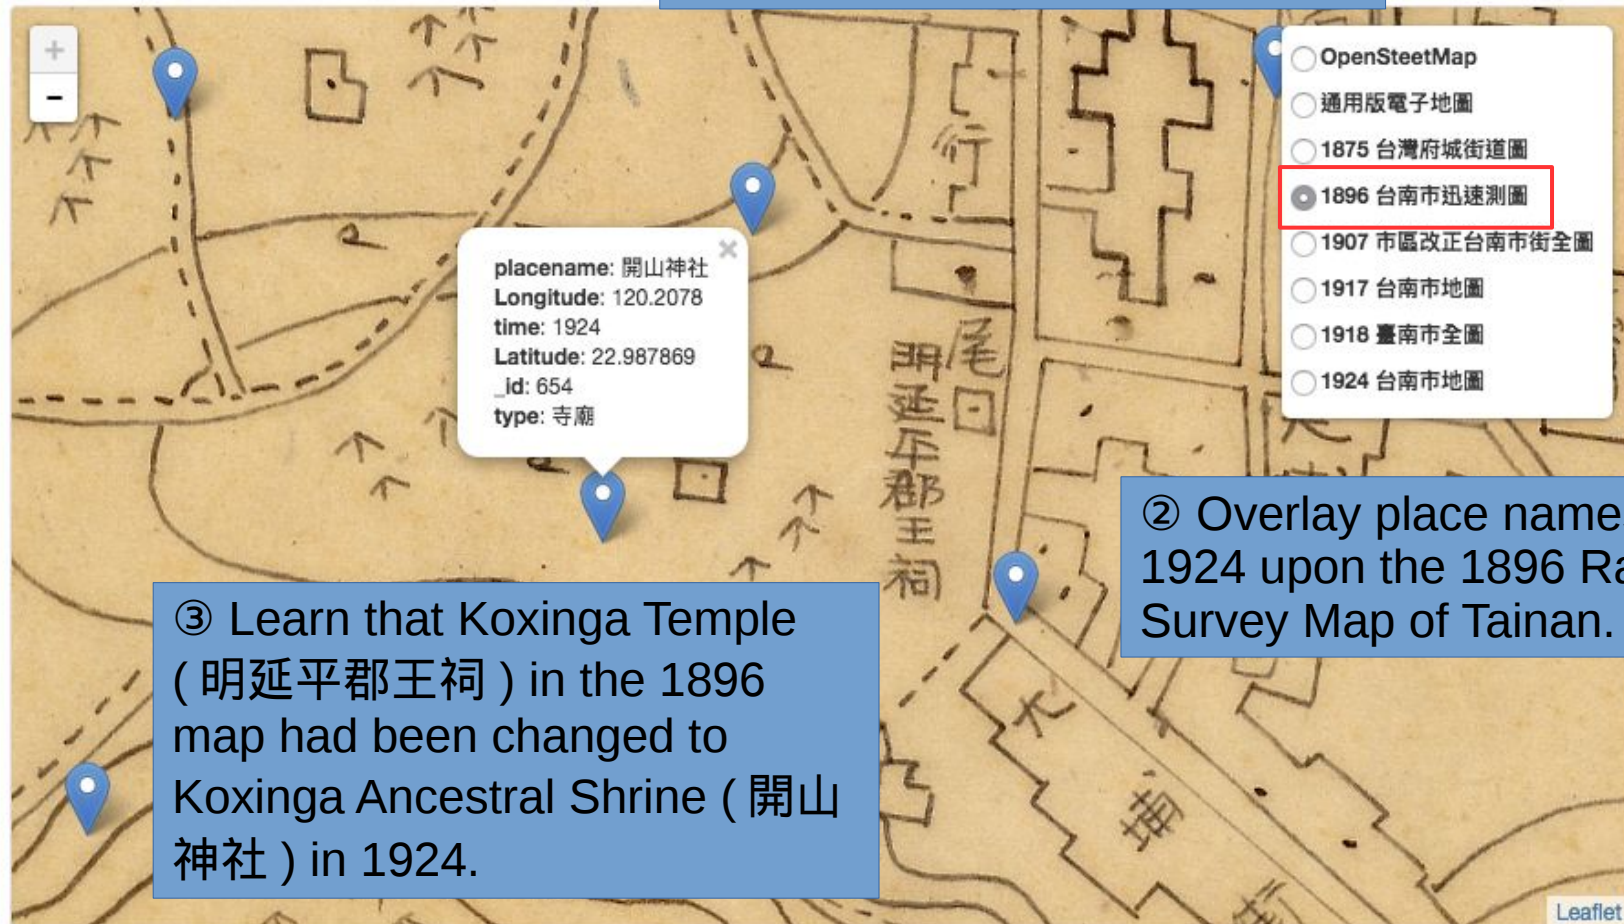 +
-
OpenSteetMap
通用版電子地圖
1875 台灣府城街道圖
1896 台南市迅速測圖
1907 市區改正台南市街全圖
1917 台南市地圖
1918 臺南市全圖
1924 台南市地圖
行
×
placename: 開山神社
Longitude: 120.2078
time: 1924
Latitude: 22.987869
_id: 654
type: 寺廟
尾
明延平郡王祠
② Overlay place name
1924 upon the 1896 Ra
Survey Map of Tainan.
③ Learn that Koxinga Temple
( 明延平郡王祠 ) in the 1896
map had been changed to
Koxinga Ancestral Shrine ( 開山
神社 ) in 1924.
大
埔
Leaflet